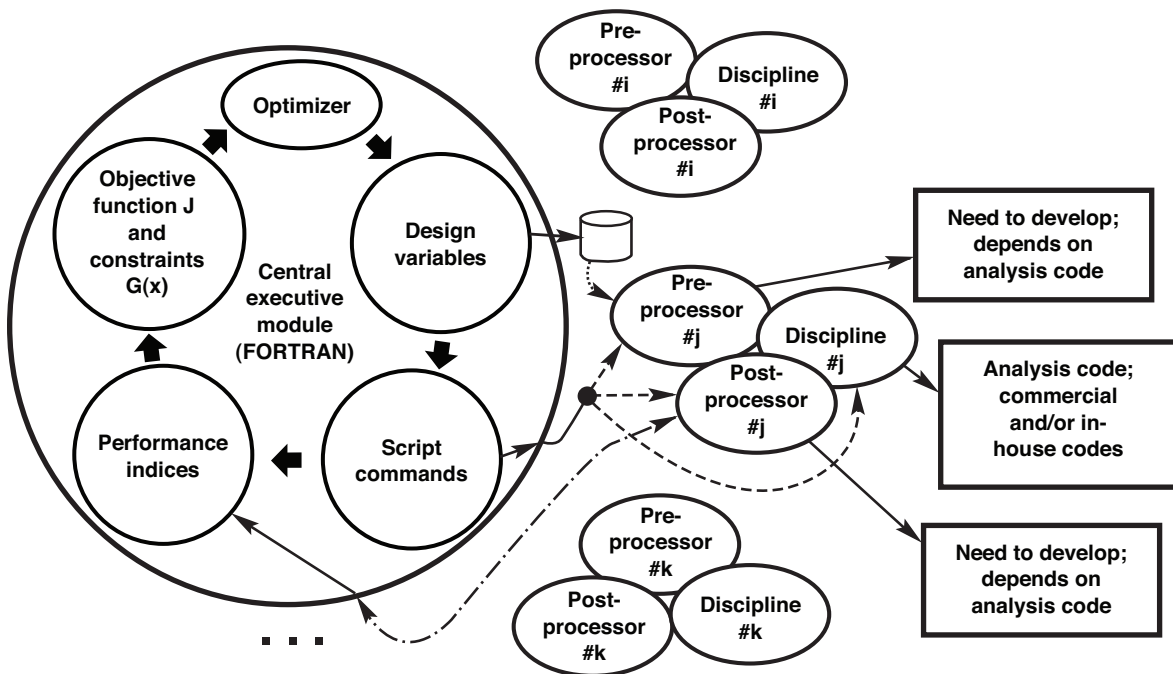 Pre-
processor
#i
Discipline
#i
Post-
processor
#i
Optimizer
Objective
function J
and
constraints
G(x)
Design
variables
Central
executive
module
(FORTRAN)
Performance
indices
Script
commands
Pre-
processor
#j
Discipline
#j
Post-
processor
#j
Need to develop;
depends on
analysis code
Analysis code;
commercial
and/or in-
house codes
Need to develop;
depends on
analysis code
Pre-
processor
#k
Post-
processor
#k
Discipline
#k
. . .